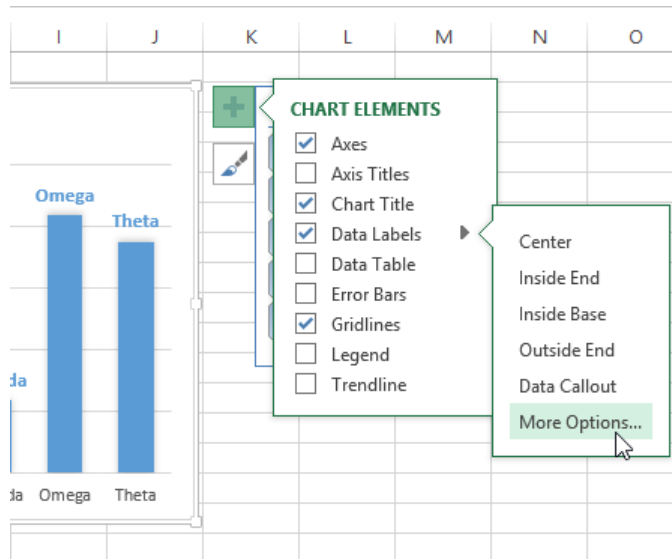 I J K L M N O
CHART ELEMENTS
Axes
Axis Titles
Chart Title
Data Labels
Data Table
Error Bars
Gridlines
Legend
Trendline
Center
Inside End
Inside Base
Outside End
Data Callout
More Options...
Omega
Theta
da
da Omega Theta